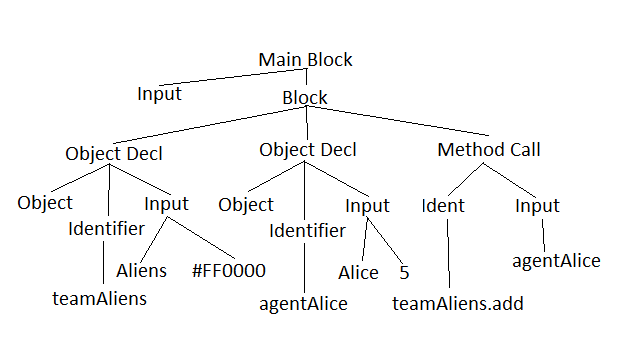 Main Block
Input
Block
Object Decl
Object Decl
Method Call
Object
Identifier
Input
Object
Identifier
Input
Ident
Input
Aliens
#FF0000
Alice
5
agentAlice
teamAliens
agentAlice
teamAliens.add